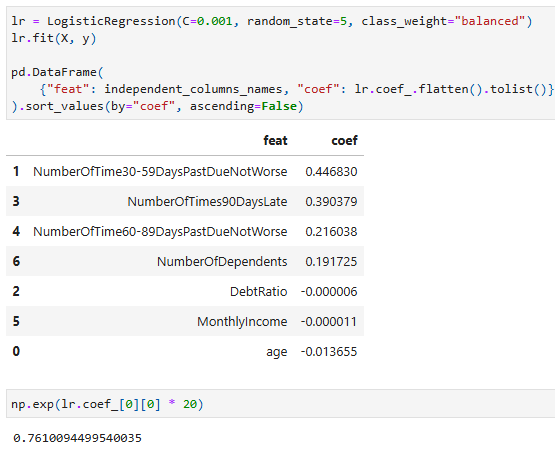 lr = LogisticRegression(C=0.001, random_state=5, class_weight="balanced")
lr.fit(X, y)
pd.DataFrame(
    {"feat": independent_columns_names, "coef": lr.coef_.flatten().tolist()}
).sort_values(by="coef", ascending=False)
feat coef
1 NumberOfTime30-59DaysPastDueNotWorse 0.446830
3 NumberOfTimes90DaysLate 0.390379
4 NumberOfTime60-89DaysPastDueNotWorse 0.216038
6 NumberOfDependents 0.191725
2 DebtRatio -0.000006
5 MonthlyIncome -0.000011
0 age -0.013655
np.exp(lr.coef_[0][0] * 20)
0.7610094499540035